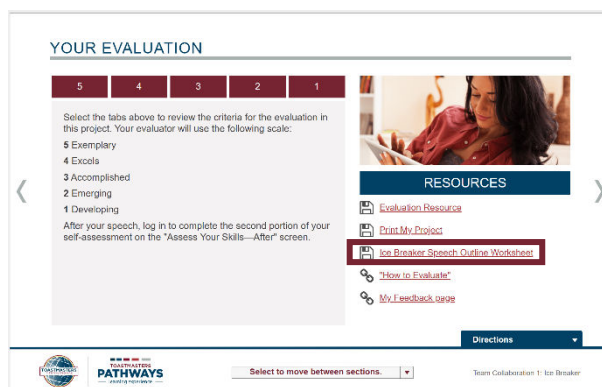 YOUR EVALUATION
5 4 3 2 1
Select the tabs above to review the criteria for the evaluation in
this project. Your evaluator will use the following scale:
5 Exemplary
4 Excels
3 Accomplished
2 Emerging
1 Developing
After your speech, log in to complete the second portion of your
self-assessment on the "Assess Your Skills—After" screen.
RESOURCES
Evaluation Resource
Print My Project
Ice Breaker Speech Outline Worksheet
"How to Evaluate"
My Feedback page
Directions
TOASTMASTERS
TOASTMASTERS
PATHWAYS
learning experience
Select to move between sections.
Team Collaboration 1: Ice Breaker